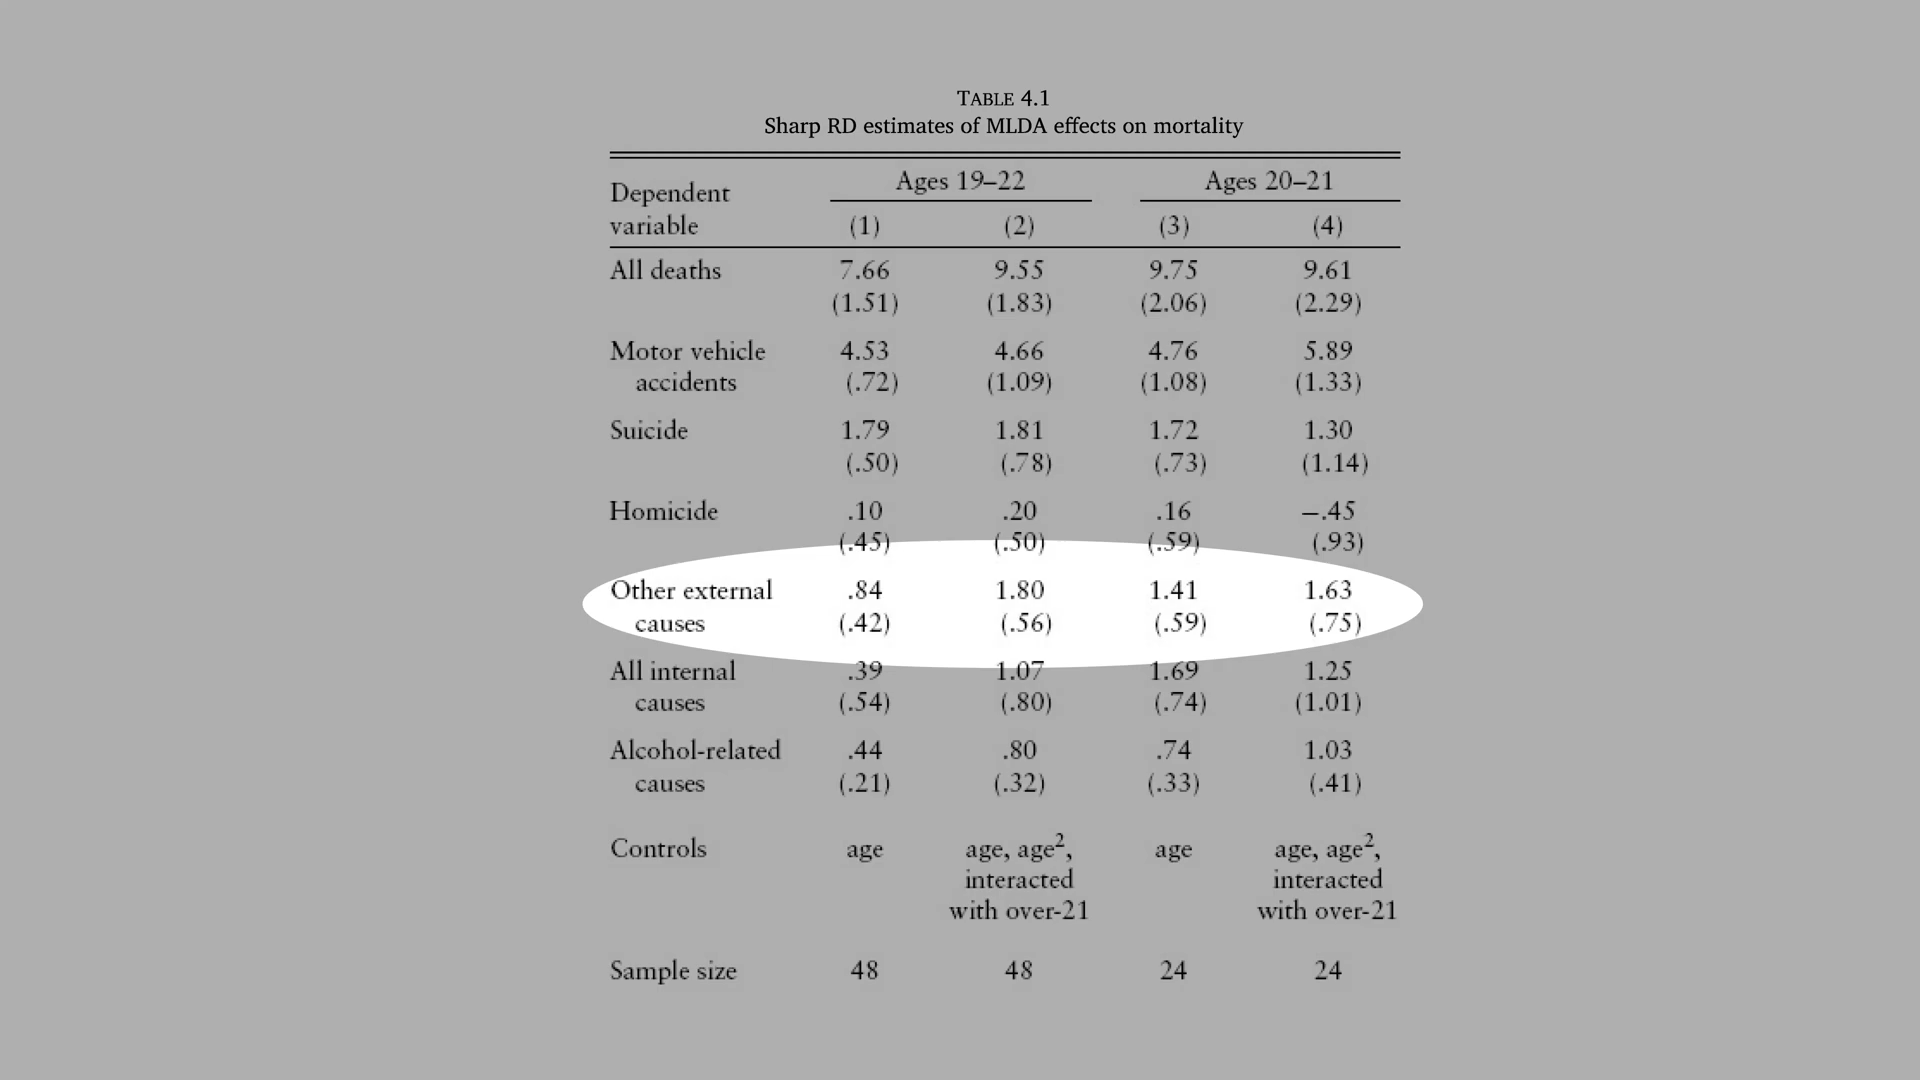 TABLE 4.1
Sharp RD estimates of MLDA effects on mortality
Ages 19–22 Ages 20–21
Dependent
variable (1) (2) (3) (4)
All deaths 7.66 9.55 9.75 9.61
(1.51) (1.83) (2.06) (2.29)
Motor vehicle 4.53 4.66 4.76 5.89
accidents (.72) (1.09) (1.08) (1.33)
Suicide 1.79 1.81 1.72 1.30
(.50) (.78) (.73) (1.14)
Homicide .10 .20 .16 −.45
(.45) (.50) (.59) (.93)
Other external .84 1.80 1.41 1.63
causes (.42) (.56) (.59) (.75)
All internal .39 1.07 1.69 1.25
causes (.54) (.80) (.74) (1.01)
Alcohol-related .44 .80 .74 1.03
causes (.21) (.32) (.33) (.41)
Controls age age, age², age age, age²,
interacted interacted
with over-21 with over-21
Sample size 48 48 24 24